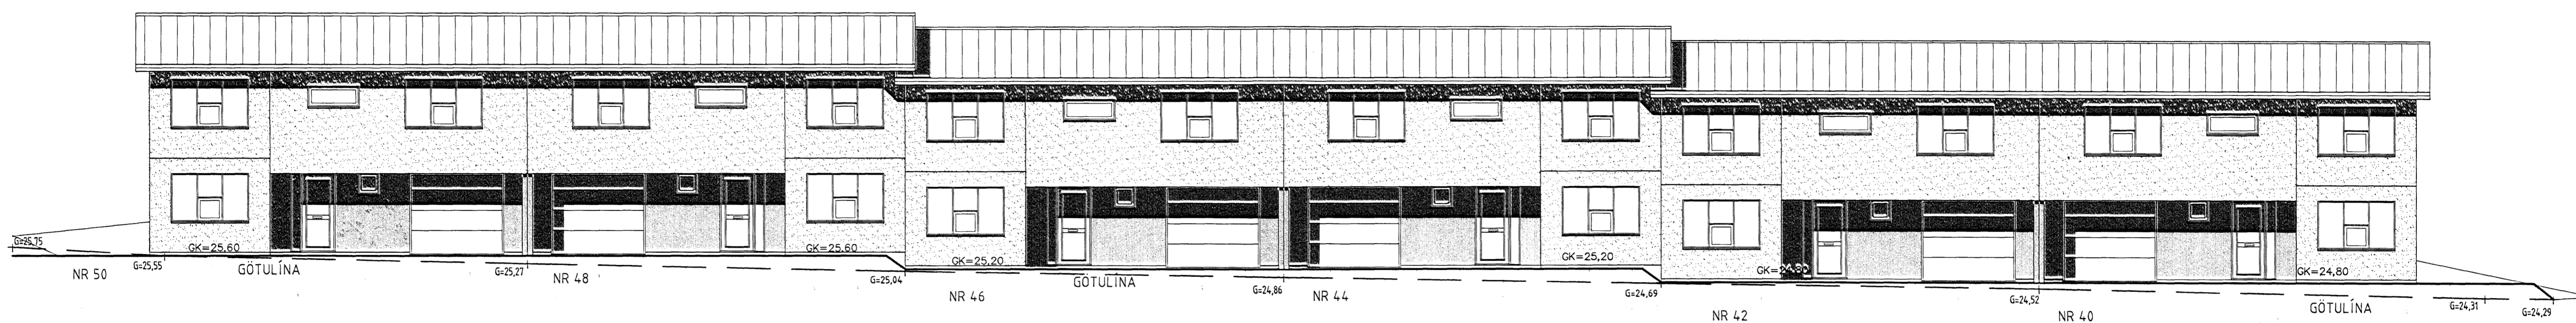 G=25,75
NR 50
G=25,55
GÖTULÍNA
GK=25,60
G=25,27
NR 48
GK=25,60
G=25,04
NR 46
GK=25,20
GÖTULÍNA
G=24,86
NR 44
GK=25,20
G=24,69
NR 42
GK=24,80
G=24,52
NR 40
GK=24,80
GÖTULÍNA
G=24,31
G=24,29